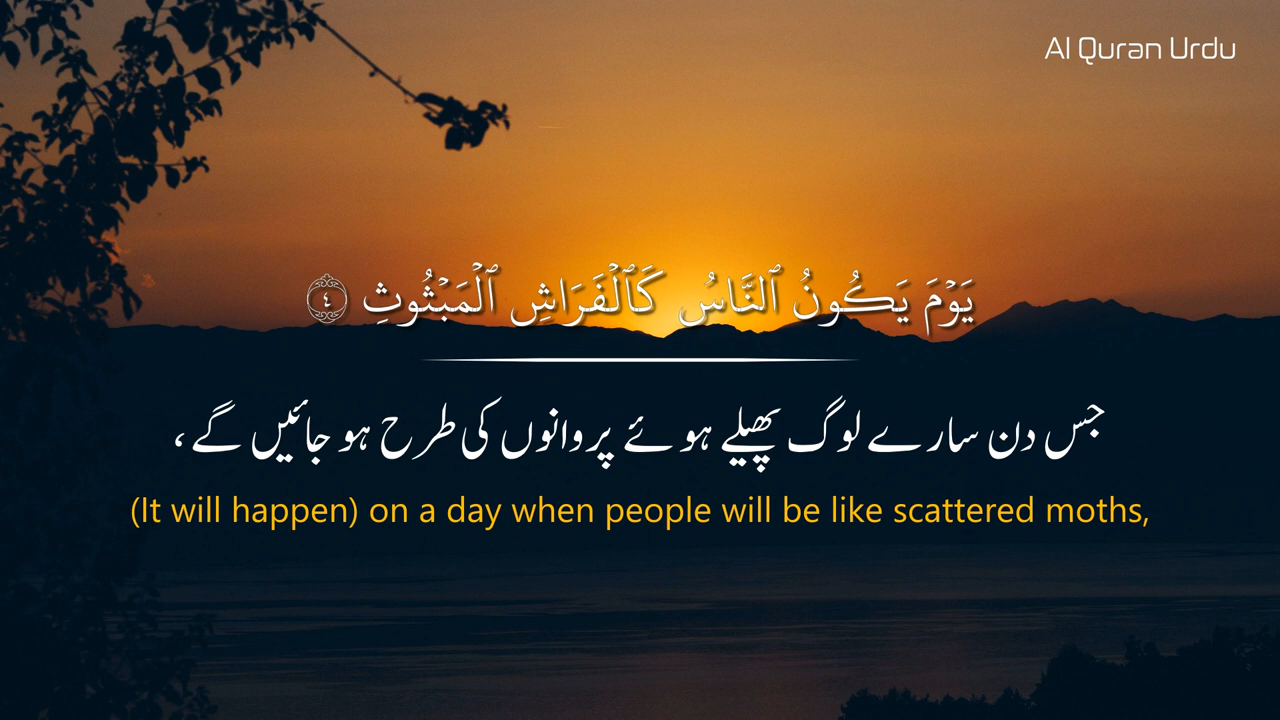 Al Quran Urdu
يَوْمَ يَكُونُ ٱلنَّاسُ كَٱلْفَرَاشِ ٱلْمَبْثُوثِ ٤
جس دن سارے لوگ پھیلے ہوئے پروانوں کی طرح ہو جائیں گے ،
(It will happen) on a day when people will be like scattered moths,